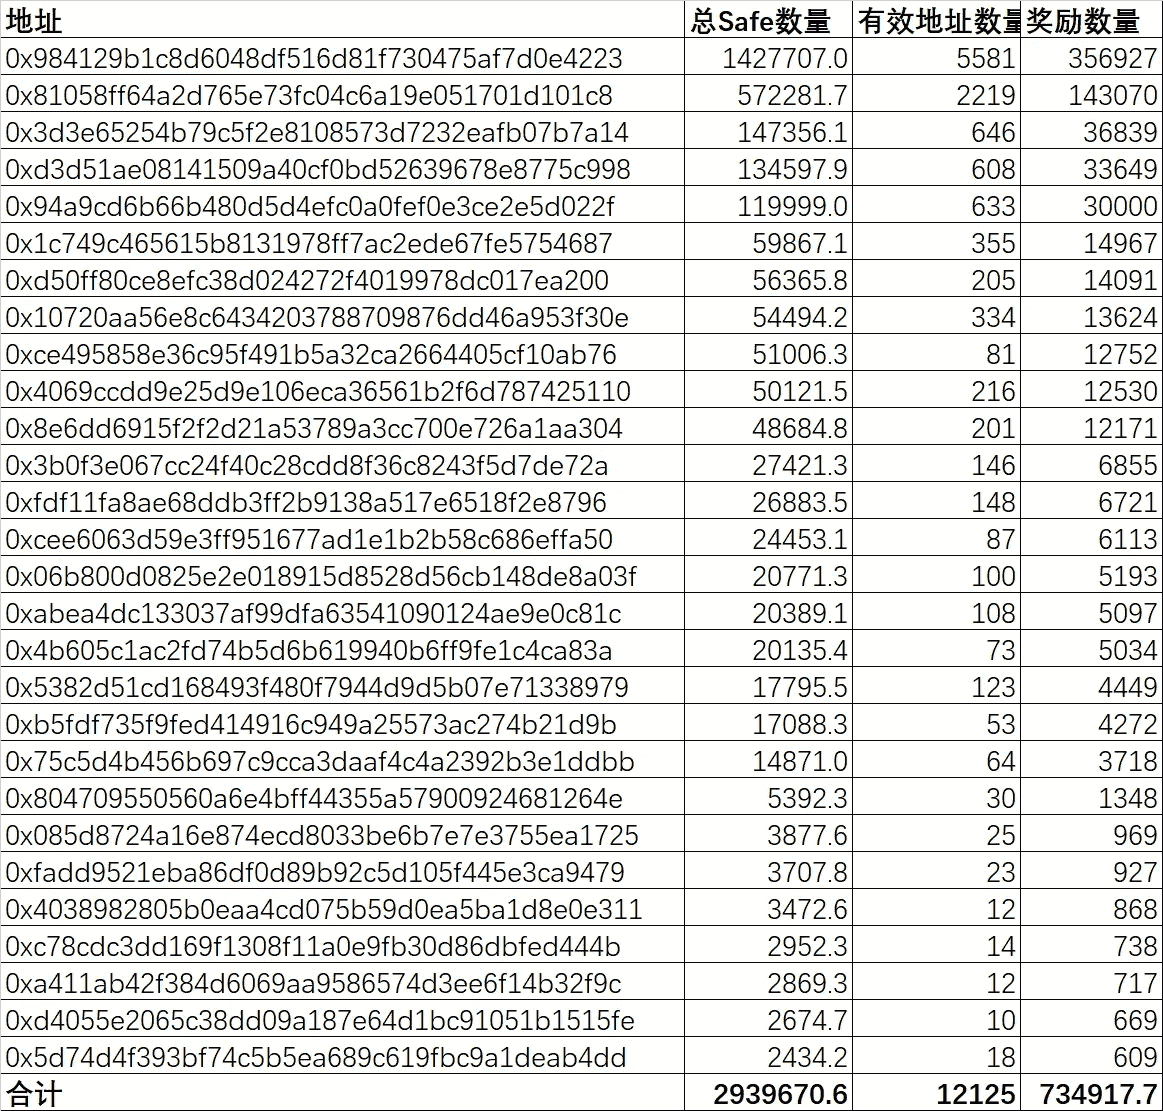 地址 总Safe数量 有效地址数量 奖励数量
0x984129b1c8d6048df516d81f730475af7d0e4223 1427707.0 5581 356927
0x81058ff64a2d765e73fc04c6a19e051701d101c8 572281.7 2219 143070
0x3d3e65254b79c5f2e8108573d7232eafb07b7a14 147356.1 646 36839
0xd3d51ae08141509a40cf0bd52639678e8775c998 134597.9 608 33649
0x94a9cd6b66b480d5d4efc0a0fef0e3ce2e5d022f 119999.0 633 30000
0x1c749c465615b8131978ff7ac2ede67fe5754687 59867.1 355 14967
0xd50ff80ce8efc38d024272f4019978dc017ea200 56365.8 205 14091
0x10720aa56e8c6434203788709876dd46a953f30e 54494.2 334 13624
0xce495858e36c95f491b5a32ca2664405cf10ab76 51006.3 81 12752
0x4069ccdd9e25d9e106eca36561b2f6d787425110 50121.5 216 12530
0x8e6dd6915f2f2d21a53789a3cc700e726a1aa304 48684.8 201 12171
0x3b0f3e067cc24f40c28cdd8f36c8243f5d7de72a 27421.3 146 6855
0xfdf11fa8ae68ddb3ff2b9138a517e6518f2e8796 26883.5 148 6721
0xcee6063d59e3ff951677ad1e1b2b58c686effa50 24453.1 87 6113
0x06b800d0825e2e018915d8528d56cb148de8a03f 20771.3 100 5193
0xabea4dc133037af99dfa63541090124ae9e0c81c 20389.1 108 5097
0x4b605c1ac2fd74b5d6b619940b6ff9fe1c4ca83a 20135.4 73 5034
0x5382d51cd168493f480f7944d9d5b07e71338979 17795.5 123 4449
0xb5fdf735f9fed414916c949a25573ac274b21d9b 17088.3 53 4272
0x75c5d4b456b697c9cca3daaf4c4a2392b3e1ddbb 14871.0 64 3718
0x804709550560a6e4bff44355a57900924681264e 5392.3 30 1348
0x085d8724a16e874ecd8033be6b7e7e3755ea1725 3877.6 25 969
0xfadd9521eba86df0d89b92c5d105f445e3ca9479 3707.8 23 927
0x4038982805b0eaa4cd075b59d0ea5ba1d8e0e311 3472.6 12 868
0xc78cdc3dd169f1308f11a0e9fb30d86dbfed444b 2952.3 14 738
0xa411ab42f384d6069aa9586574d3ee6f14b32f9c 2869.3 12 717
0xd4055e2065c38dd09a187e64d1bc91051b1515fe 2674.7 10 669
0x5d74d4f393bf74c5b5ea689c619fbc9a1deab4dd 2434.2 18 609
合计 2939670.6 12125 734917.7